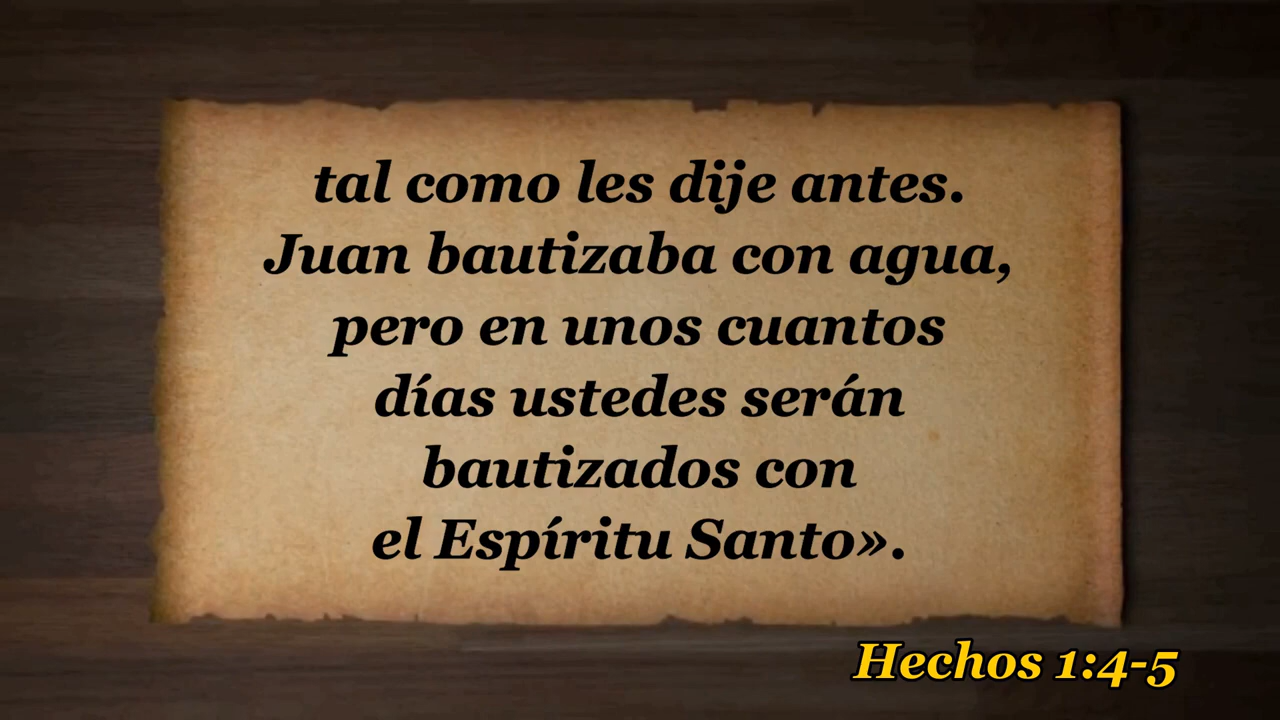 tal como les dije antes.
Juan bautizaba con agua,
pero en unos cuantos
días ustedes serán
bautizados con
el Espíritu Santo».
Hechos 1:4-5